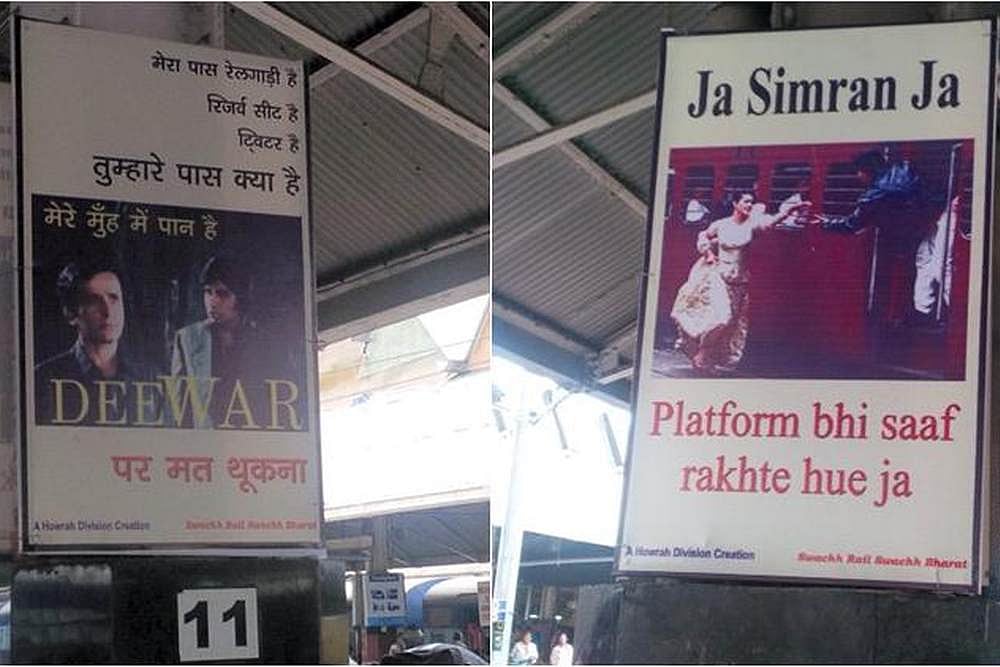 मेरा पास रेलगाड़ी है
रिजर्व सीट है
ट्विटर है
तुम्हारे पास क्या है
मेरे मुँह में पान है
DEEWAR
पर मत थूकना
A Howrah Division Creation
Swachh Rail Swachh Bharat
11
Ja Simran Ja
Platform bhi saaf
rakhte hue ja
A Howrah Division Creation
Swachh Rail Swachh Bharat